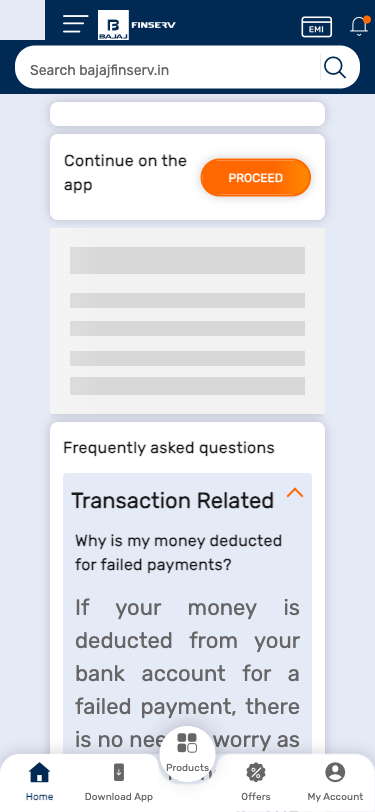 BAJAJ FINSERV
EMI
Search bajajfinserv.in
Continue on the
app
PROCEED
Frequently asked questions
Transaction Related
Why is my money deducted
for failed payments?
If your money is
deducted from your
bank account for a
failed payment, there
is no worry as
Products
Home
Download App
Offers
My Account